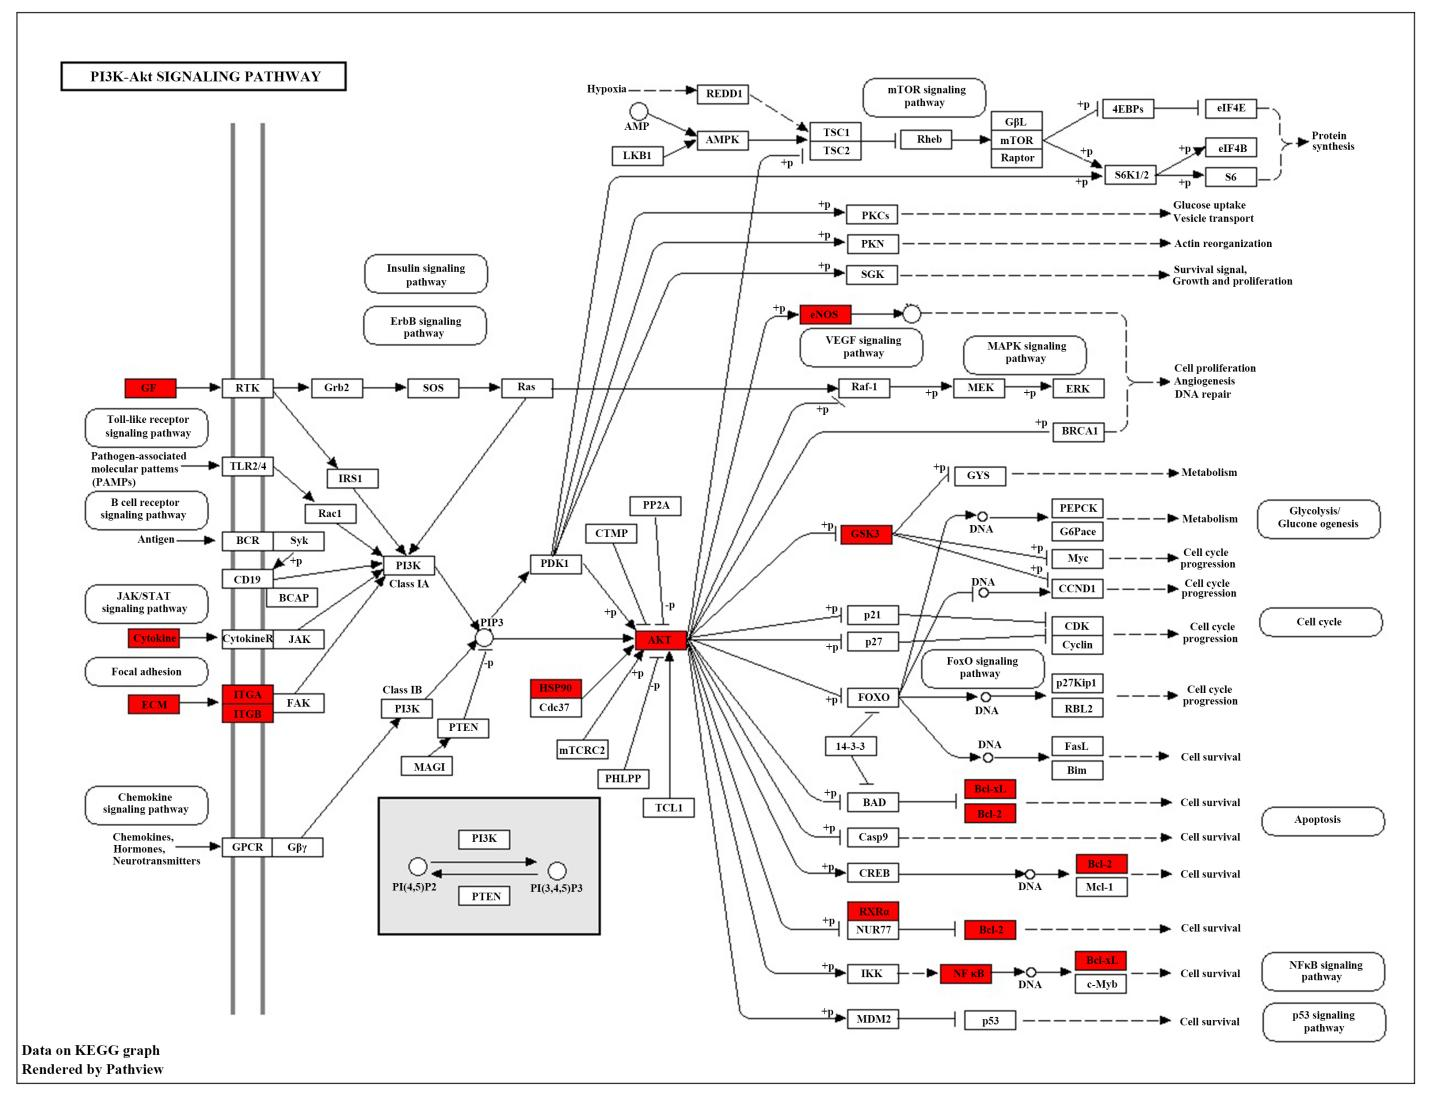 PI3K-Akt SIGNALING PATHWAY
Hypoxia
REDD1
mTOR signaling
pathway
AMP
LKB1
AMPK
TSC1
TSC2
+p
Rheb
GβL
mTOR
Raptor
+p
4EBPs
eIF4E
+p
S6K1/2
+p
+p
eIF4B
+p
S6
Protein
synthesis
+p
PKCs
Glucose uptake
Vesicle transport
+p
PKN
Actin reorganization
+p
SGK
Survival signal,
Growth and proliferation
Insulin signaling
pathway
ErbB signaling
pathway
+p
eNOS
VEGF signaling
pathway
MAPK signaling
pathway
GF
RTK
Grb2
SOS
Ras
Raf-1
+p
+p
MEK
+p
ERK
+p
BRCA1
Cell proliferation
Angiogenesis
DNA repair
Toll-like receptor
signaling pathway
Pathogen-associated
molecular pattems
(PAMPs)
TLR2/4
IRS1
Rac1
B cell receptor
signaling pathway
Antigen
BCR
Syk
+p
CD19
BCAP
PI3K
Class IA
JAK/STAT
signaling pathway
Cytokine
CytokineR
JAK
Focal adhesion
ECM
ITGA
ITGB
FAK
Class IB
PI3K
PIP3
-p
PTEN
MAGI
Chemokine
signaling pathway
Chemokines,
Hormones,
Neurotransmitters
GPCR
Gβγ
PDK1
CTMP
PP2A
+p
-p
AKT
HSP90
Cdc37
+p
-p
mTCRC2
PHLPP
TCL1
PI3K
PI(4,5)P2
PI(3,4,5)P3
PTEN
+p
GYS
Metabolism
+p
GSK3
DNA
PEPCK
G6Pace
Metabolism
Glycolysis/
Glucone ogenesis
+p
Myc
Cell cycle
progression
+p
DNA
CCND1
Cell cycle
progression
+p
p21
+p
p27
CDK
Cyclin
Cell cycle
progression
Cell cycle
FoxO signaling
pathway
+p
FOXO
DNA
p27Kip1
RBL2
Cell cycle
progression
14-3-3
DNA
FasL
Bim
Cell survival
+p
BAD
Bcl-xL
Bcl-2
Cell survival
Apoptosis
+p
Casp9
Cell survival
+p
CREB
DNA
Bcl-2
Mcl-1
Cell survival
+p
RXRα
NUR77
Bcl-2
Cell survival
+p
IKK
NFκB
DNA
Bcl-xL
c-Myb
Cell survival
NFκB signaling
pathway
+p
MDM2
p53
Cell survival
p53 signaling
pathway
Data on KEGG graph
Rendered by Pathview